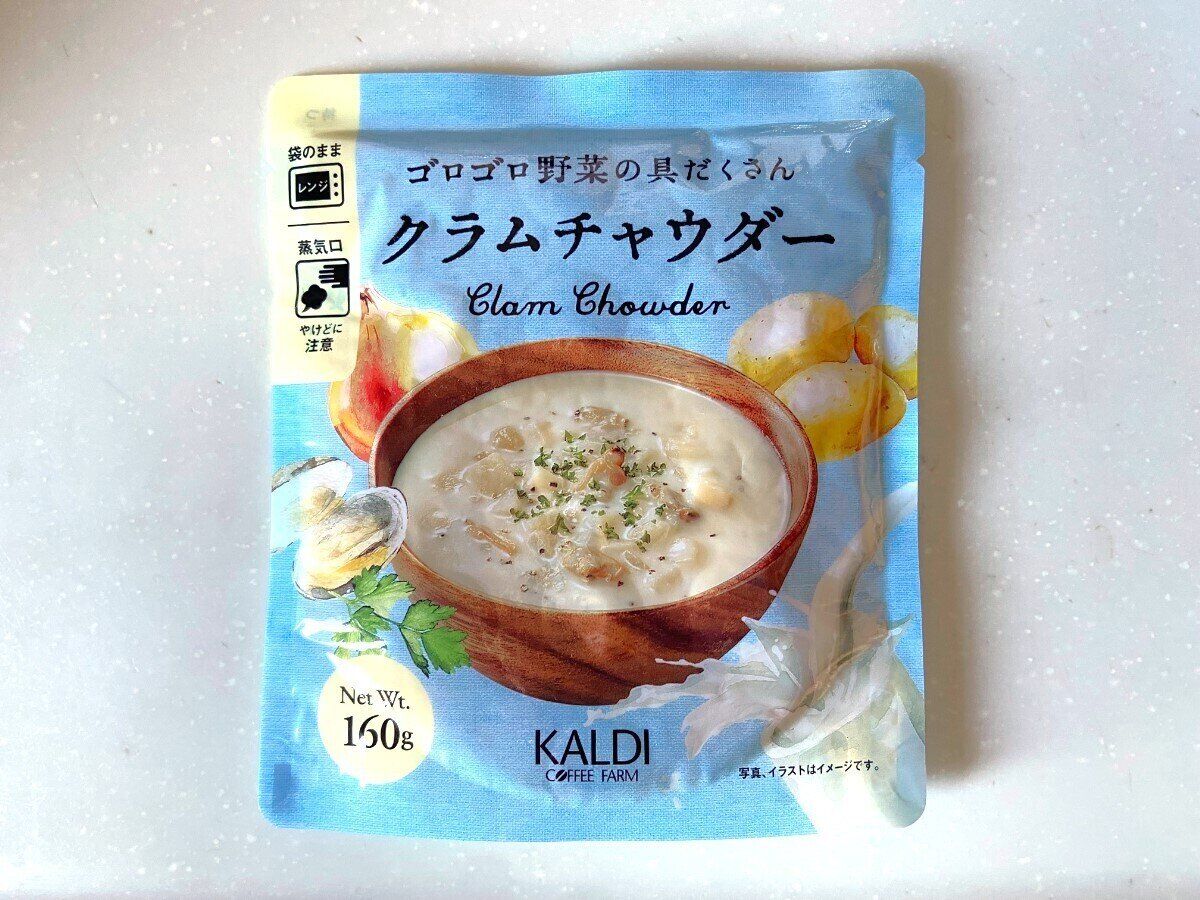 袋のまま
レンジ
蒸気口
やけどに
注意
ゴロゴロ野菜の具だくさん
クラムチャウダー
Clam Chowder
Net Wt.
160g
KALDI
COFFEE FARM
写真、イラストはイメージです。